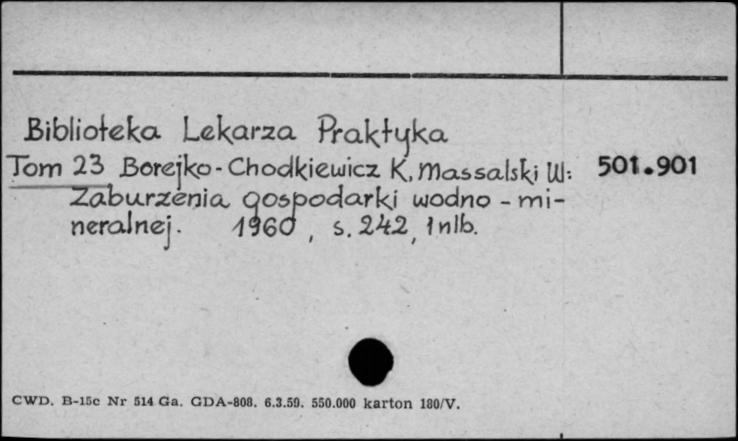 Biblioteka Lekarza Praktyka
Tom 23 Borejko-Chodkiewicz K, Massalski W: 501.901
Zaburzenia gospodarki wodno-mi-
neralnej. 1960, s. 242, 1 nlb.
CWD. B-15c Nr 514 Ga. GDA-808. 6.3.59. 550.000 karton 180/V.